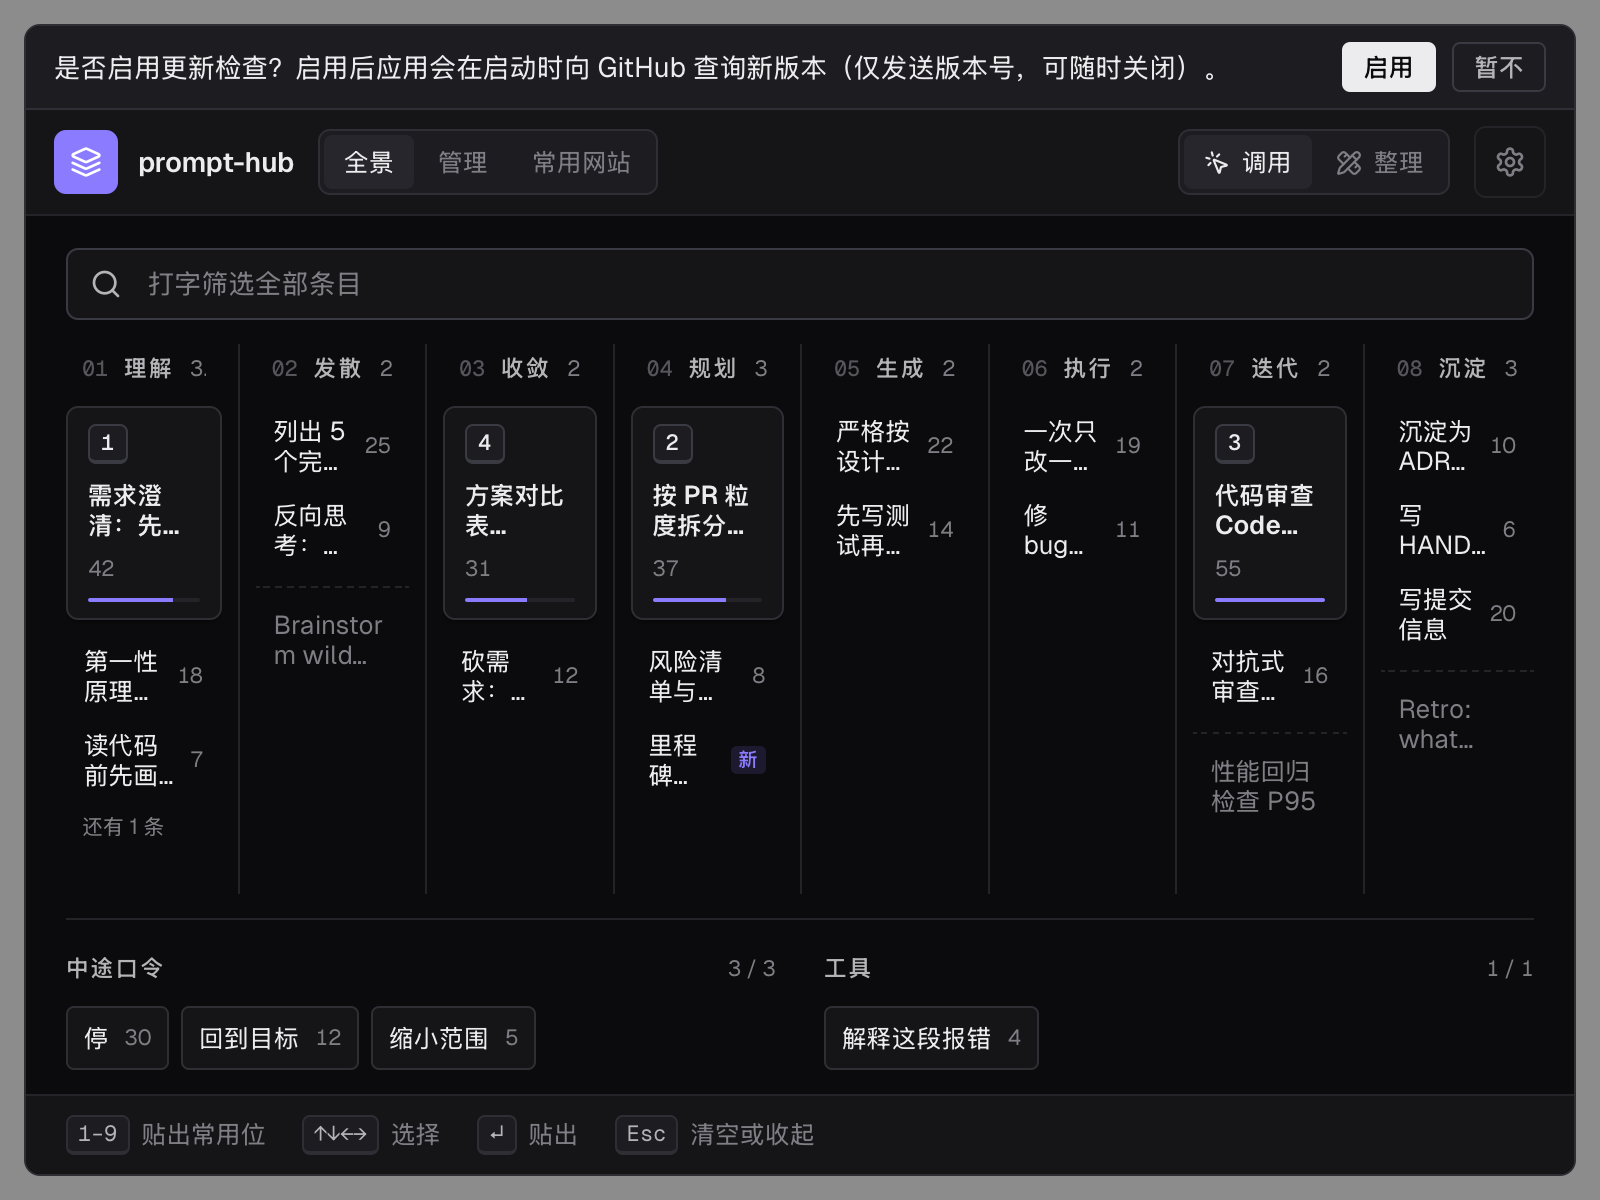 是否启用更新检查？启用后应用会在启动时向 GitHub 查询新版本（仅发送版本号，可随时关闭）。
启用
暂不
prompt-hub
全景
管理
常用网站
调用
整理
打字筛选全部条目
01 理解 3.
1
需求澄
清：先…
42
第一性
原理…
18
读代码
前先画…
7
还有 1 条
02 发散 2
列出 5
个完…
25
反向思
考：…
9
Brainstor
m wild…
03 收敛 2
4
方案对比
表…
31
砍需
求：…
12
04 规划 3
2
按 PR 粒
度拆分…
37
风险清
单与…
8
里程
碑…
新
05 生成 2
严格按
设计…
22
先写测
试再…
14
06 执行 2
一次只
改一…
19
修
bug…
11
07 迭代 2
3
代码审查
Code…
55
对抗式
审查…
16
性能回归
检查 P95
08 沉淀 3
沉淀为
ADR…
10
写
HAND…
6
写提交
信息
20
Retro:
what…
中途口令
3 / 3
停 30
回到目标 12
缩小范围 5
工具
1 / 1
解释这段报错 4
1-9 贴出常用位
↑↓←→ 选择
↵ 贴出
Esc 清空或收起